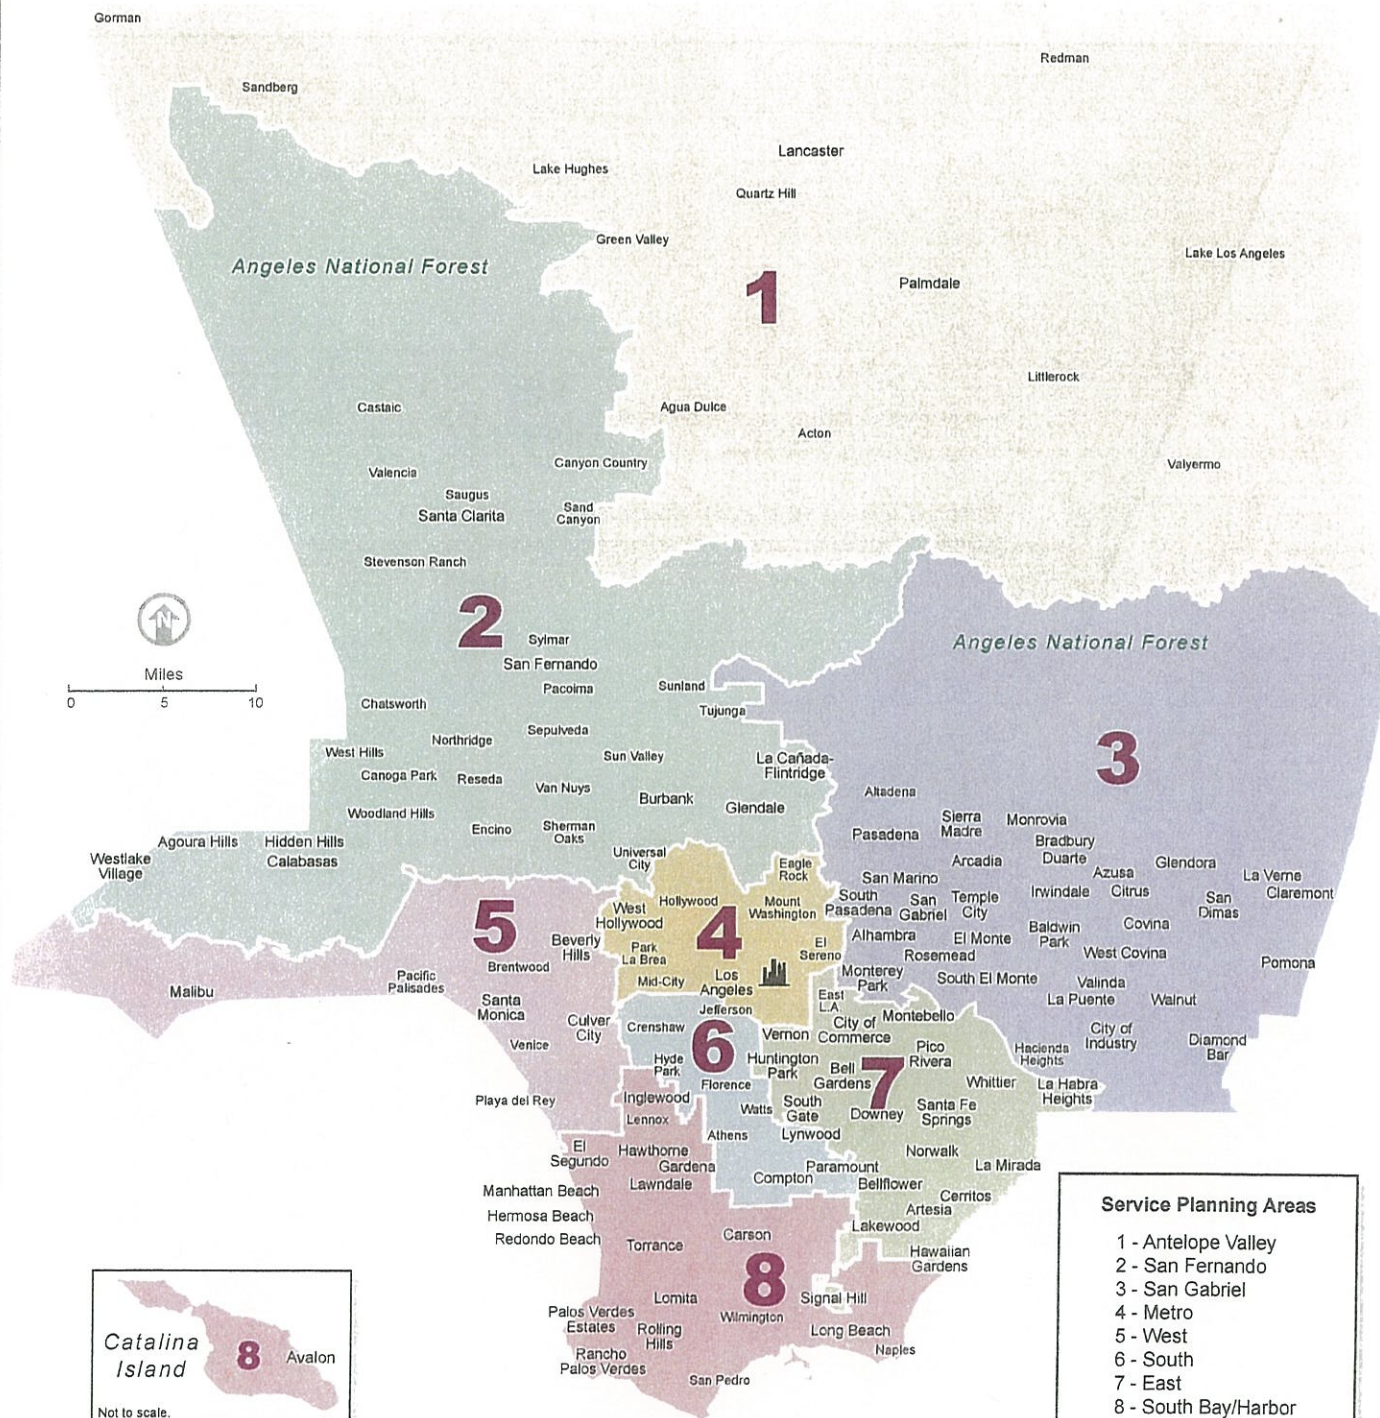 Gorman
Redman
Sandberg
Lancaster
Lake Hughes
Quartz Hill
Green Valley
Lake Los Angeles
Angeles National Forest
1
Palmdale
Littlerock
Castaic
Agua Dulce
Acton
Canyon Country
Valencia
Valyermo
Saugus
Santa Clarita
Sand
Canyon
Stevenson Ranch
N
2
Sylmar
San Fernando
Angeles National Forest
Miles
0 5 10
Pacoima
Sunland
Chatsworth
Tujunga
Sepulveda
Northridge
West Hills
Sun Valley
La Cañada-
Flintridge
3
Canoga Park
Reseda
Van Nuys
Burbank
Glendale
Altadena
Woodland Hills
Encino
Sherman
Oaks
Pasadena
Sierra
Madre
Monrovia
Bradbury
Duarte
Agoura Hills
Hidden Hills
Calabasas
Westlake
Village
Universal
City
Eagle
Rock
Arcadia
Azusa
Glendora
La Verne
San Marino
Citrus
Claremont
Irwindale
5
West
Hollywood
Hollywood
4
Mount
Washington
South
Pasadena
San
Gabriel
Temple
City
San
Dimas
Baldwin
Park
Covina
Beverly
Hills
Park
La Brea
El
Sereno
Alhambra
El Monte
Rosemead
West Covina
Pomona
Brentwood
Pacific
Palisades
Mid-City
Los
Angeles
Monterey
Park
South El Monte
Valinda
La Puente
Walnut
Malibu
Santa
Monica
Culver
City
Venice
Jefferson
Crenshaw
6
Vernon
East
L.A.
City of
Commerce
Montebello
City of
Industry
Diamond
Bar
Hacienda
Heights
Hyde
Park
Huntington
Park
Bell
Gardens
7
Pico
Rivera
Whittier
La Habra
Heights
Florence
Playa del Rey
Inglewood
Lennox
Watts
South
Gate
Downey
Santa Fe
Springs
Athens
Lynwood
El
Segundo
Hawthorne
Gardena
Lawndale
Norwalk
La Mirada
Paramount
Compton
Bellflower
Cerritos
Artesia
Manhattan Beach
Hermosa Beach
Redondo Beach
Lakewood
Carson
Torrance
Hawaiian
Gardens
8
Lomita
Signal Hill
Wilmington
Palos Verdes
Estates
Rolling
Hills
Long Beach
Naples
Rancho
Palos Verdes
San Pedro
Catalina
Island
8
Avalon
Not to scale.
Service Planning Areas
1 - Antelope Valley
2 - San Fernando
3 - San Gabriel
4 - Metro
5 - West
6 - South
7 - East
8 - South Bay/Harbor